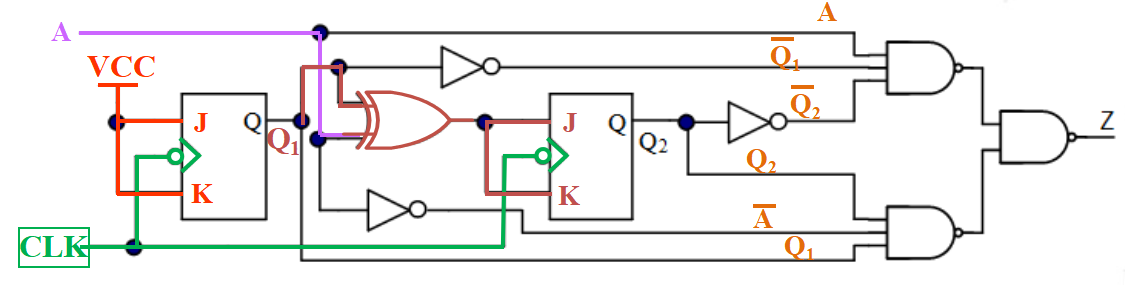 A
A
VCC
Q̅₁
J
Q
Q₁
Q̅₂
J
Q
Q₂
Z
K
Q₂
K
A̅
CLK
Q₁